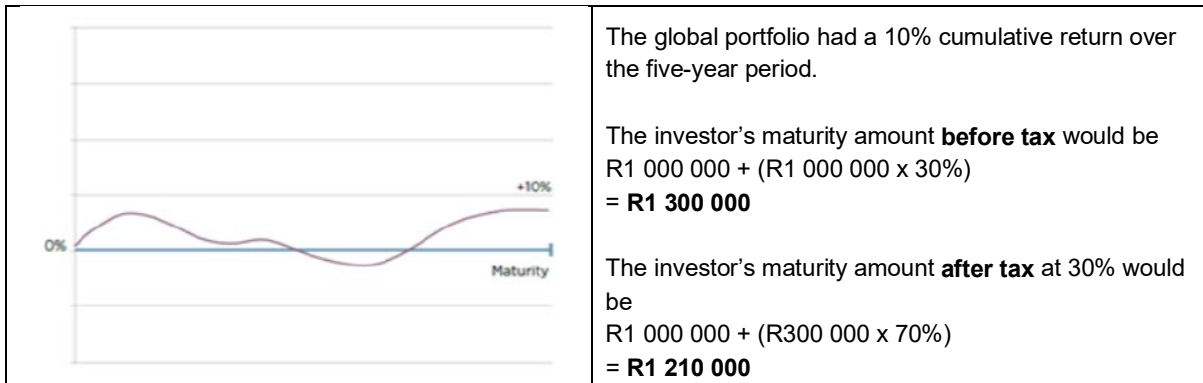 +10%
0%
Maturity
The global portfolio had a 10% cumulative return over
the five-year period.
The investor’s maturity amount before tax would be
R1 000 000 + (R1 000 000 x 30%)
= R1 300 000
The investor’s maturity amount after tax at 30% would
be
R1 000 000 + (R300 000 x 70%)
= R1 210 000